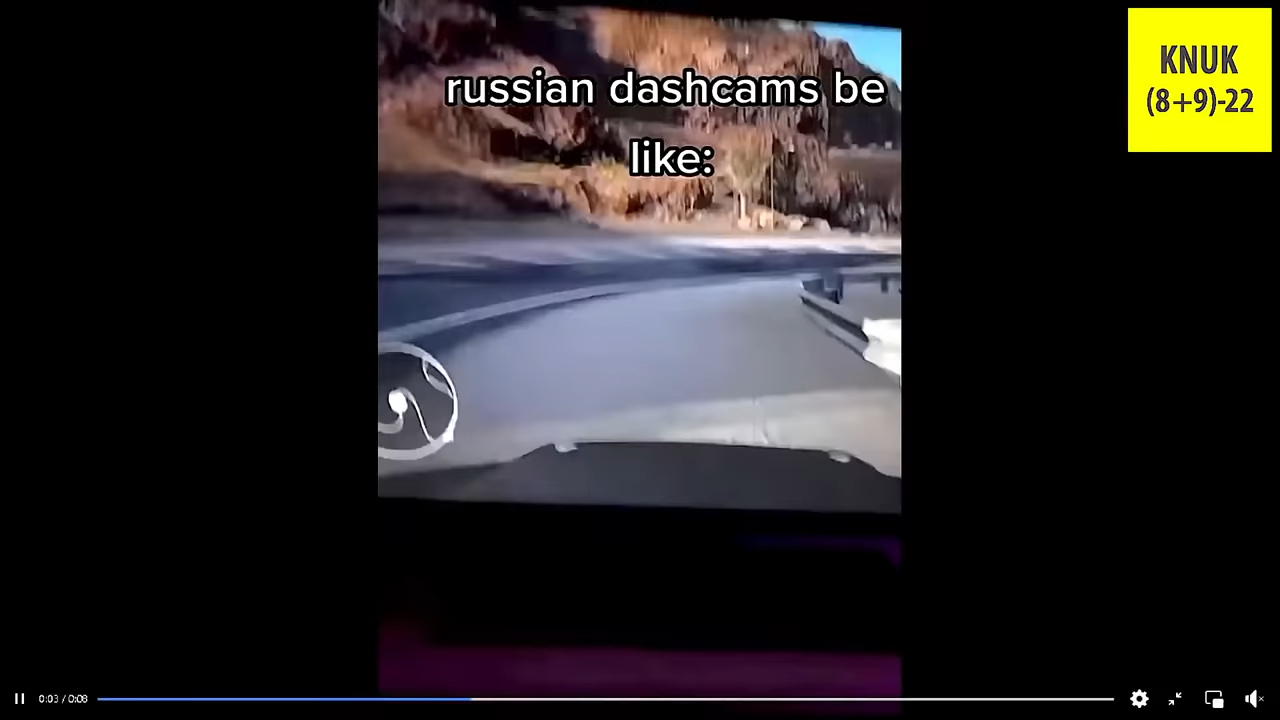 russian dashcams be
like:
KNUK
(8+9)-22
0:03 / 0:08